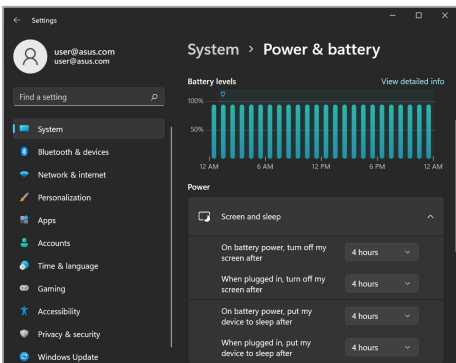 Settings
user@asus.com
user@asus.com
Find a setting
System
Bluetooth & devices
Network & internet
Personalization
Apps
Accounts
Time & language
Gaming
Accessibility
Privacy & security
Windows Update
System > Power & battery
Battery levels
View detailed info
100%
50%
12 AM 6 AM 12 PM 6 PM 12 AM
Power
Screen and sleep
On battery power, turn off my
screen after
4 hours
When plugged in, turn off my
screen after
4 hours
On battery power, put my
device to sleep after
4 hours
When plugged in, put my
device to sleep after
4 hours